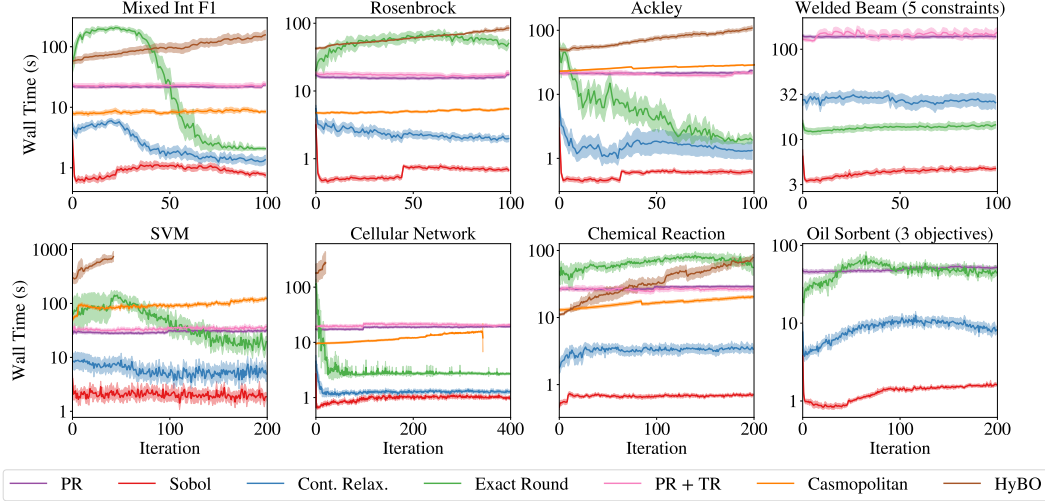 Mixed Int F1
Rosenbrock
Ackley
Welded Beam (5 constraints)
Wall Time (s)
100
10
1
0 50 100
100
10
1
0 50 100
100
10
1
0 50 100
100
32
10
3
0 50 100
SVM
Cellular Network
Chemical Reaction
Oil Sorbent (3 objectives)
Wall Time (s)
1000
100
10
1
0 100 200
Iteration
100
10
1
0 200 400
Iteration
100
10
1
0 100 200
Iteration
100
10
1
0 100 200
Iteration
PR Sobol Cont. Relax. Exact Round PR + TR Casmopolitan HyBO